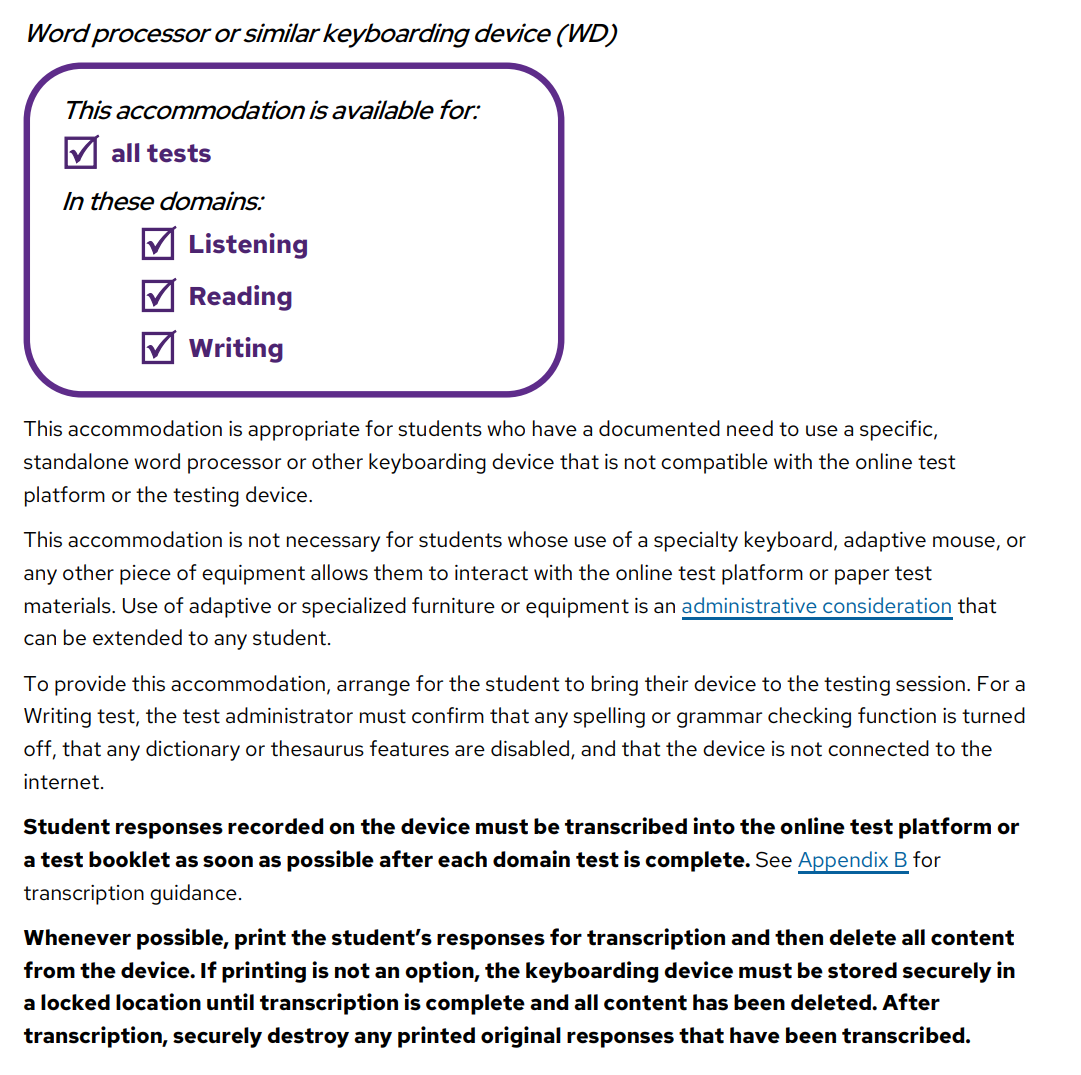 Word processor or similar keyboarding device (WD)
This accommodation is available for:
all tests
In these domains:
Listening
Reading
Writing
This accommodation is appropriate for students who have a documented need to use a specific,
standalone word processor or other keyboarding device that is not compatible with the online test
platform or the testing device.
This accommodation is not necessary for students whose use of a specialty keyboard, adaptive mouse, or
any other piece of equipment allows them to interact with the online test platform or paper test
materials. Use of adaptive or specialized furniture or equipment is an administrative consideration that
can be extended to any student.
To provide this accommodation, arrange for the student to bring their device to the testing session. For a
Writing test, the test administrator must confirm that any spelling or grammar checking function is turned
off, that any dictionary or thesaurus features are disabled, and that the device is not connected to the
internet.
Student responses recorded on the device must be transcribed into the online test platform or
a test booklet as soon as possible after each domain test is complete. See Appendix B for
transcription guidance.
Whenever possible, print the student’s responses for transcription and then delete all content
from the device. If printing is not an option, the keyboarding device must be stored securely in
a locked location until transcription is complete and all content has been deleted. After
transcription, securely destroy any printed original responses that have been transcribed.